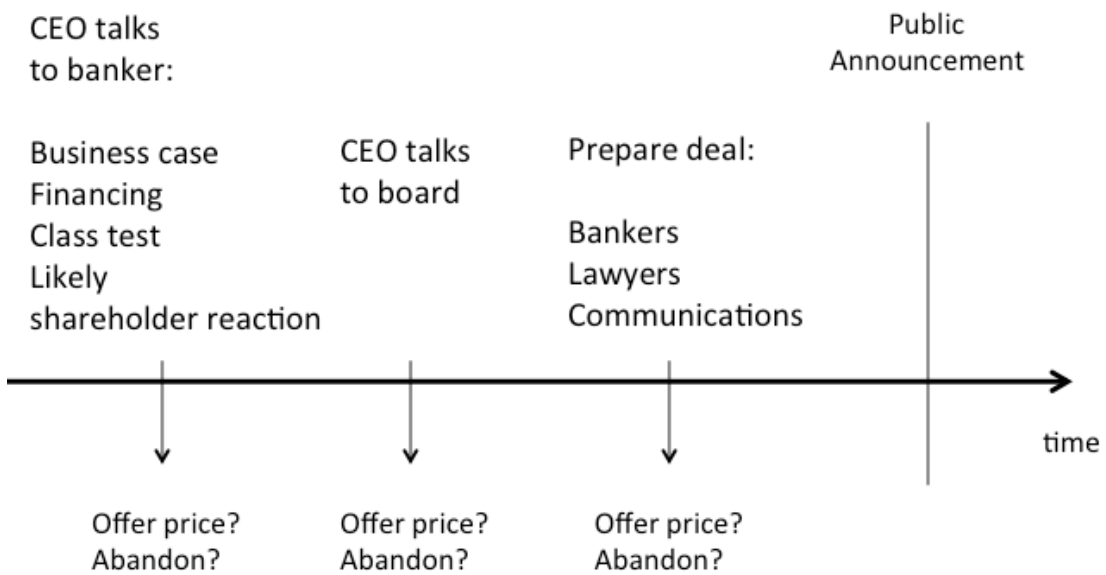 CEO talks
to banker:
Business case
Financing
Class test
Likely
shareholder reaction
CEO talks
to board
Prepare deal:
Bankers
Lawyers
Communications
Public
Announcement
time
Offer price?
Abandon?
Offer price?
Abandon?
Offer price?
Abandon?